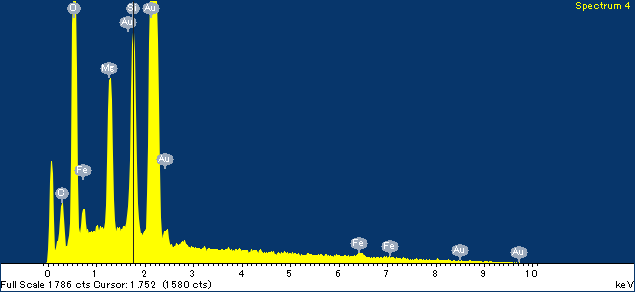 Spectrum 4
O Si Au
Au
Mg
Au
Fe
C
Fe Fe Au Au
0 1 2 3 4 5 6 7 8 9 10
Full Scale 1786 cts Cursor: 1.752 (1580 cts) keV